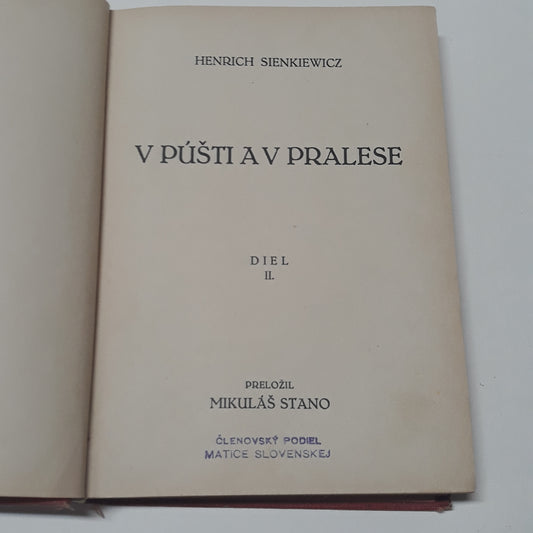 HENRICH SIENKIEWICZ
V PÚŠTI A V PRALESE
DIEL
II.
PRELOŽIL
MIKULÁŠ STANO
ČLENOVSKÝ PODIEL
MATICE SLOVENSKEJ